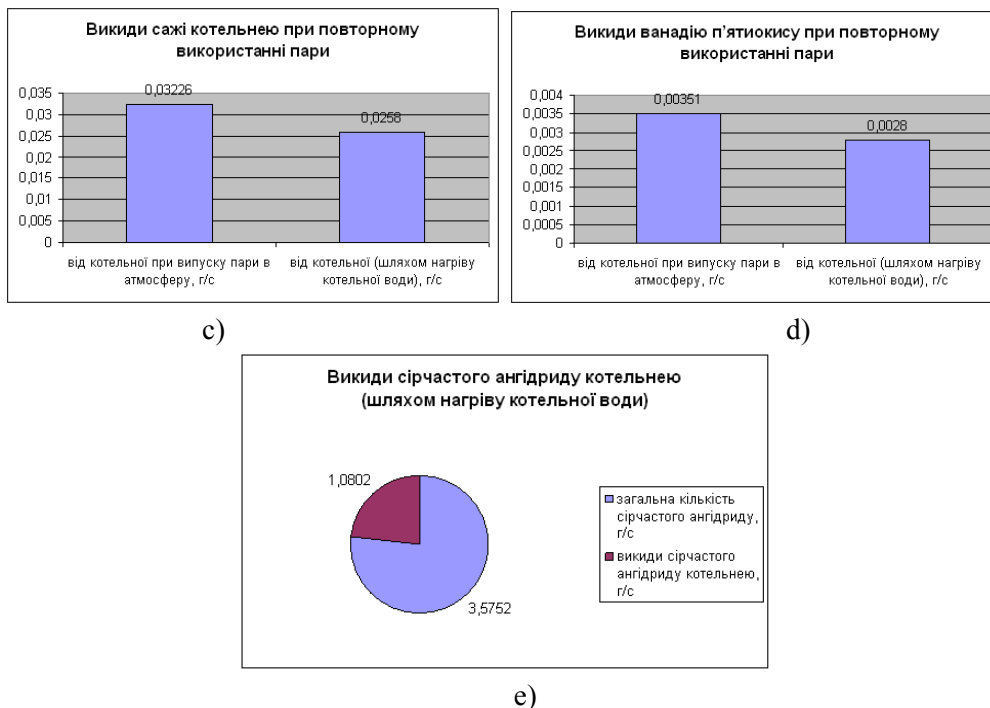 Викиди сажі котельнею при повторному
використанні пари
0,035
0,03
0,025
0,02
0,015
0,01
0,005
0
0,03226
0,0258
від котельної при випуску пари в
атмосферу, г/с
від котельної (шляхом нагріву
котельної води), г/с
c)
Викиди ванадію п'ятиокису при повторному
використанні пари
0,004
0,0035
0,003
0,0025
0,002
0,0015
0,001
0,0005
0
0,00351
0,0028
від котельної при випуску пари в
атмосферу, г/с
від котельної (шляхом нагріву
котельної води), г/с
d)
Викиди сірчастого ангідриду котельнею
(шляхом нагріву котельної води)
1,0802
3,5752
загальна кількість
сірчастого ангідриду,
г/с
викиди сірчастого
ангідриду котельнею,
г/с
e)